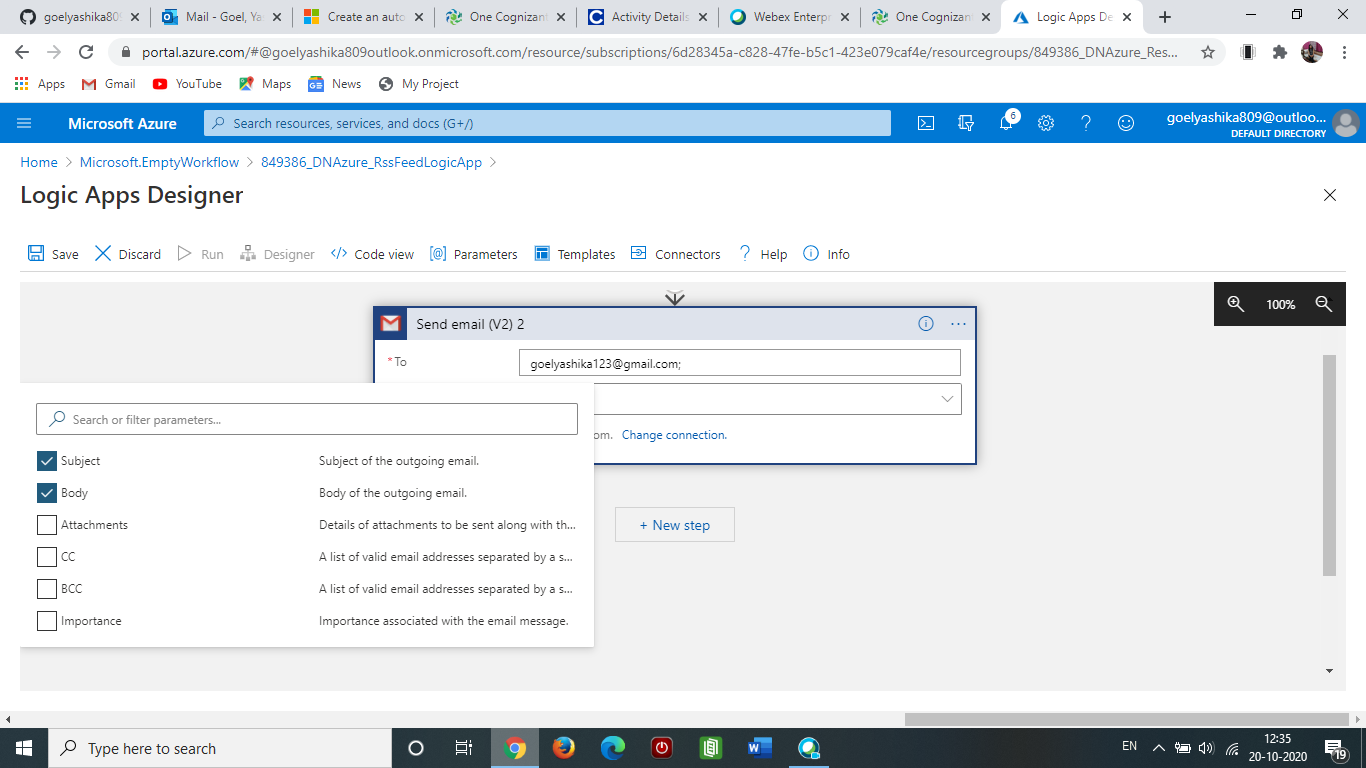 goelyashika80
Mail - Goel, Ya
Create an auto
One Cognizan
Activity Details
Webex Enterp
One Cognizan
Logic Apps De
portal.azure.com/#@goelyashika809outlook.onmicrosoft.com/resource/subscriptions/6d28345a-c828-47fe-b5c1-423e079caf4e/resourcegroups/849386_DNAzure_Res...
Apps
Gmail
YouTube
Maps
News
My Project
Microsoft Azure
Search resources, services, and docs (G+/)
6
goelyashika809@outloo...
DEFAULT DIRECTORY
Home > Microsoft.EmptyWorkflow > 849386_DNAzure_RssFeedLogicApp >
Logic Apps Designer
Save
Discard
Run
Designer
Code view
Parameters
Templates
Connectors
Help
Info
100%
Send email (V2) 2
*To
goelyashika123@gmail.com;
Search or filter parameters...
om. Change connection.
Subject Subject of the outgoing email.
Body Body of the outgoing email.
Attachments Details of attachments to be sent along with th...
+ New step
CC A list of valid email addresses separated by a s...
BCC A list of valid email addresses separated by a s...
Importance Importance associated with the email message.
Type here to search
EN
12:35
20-10-2020
19